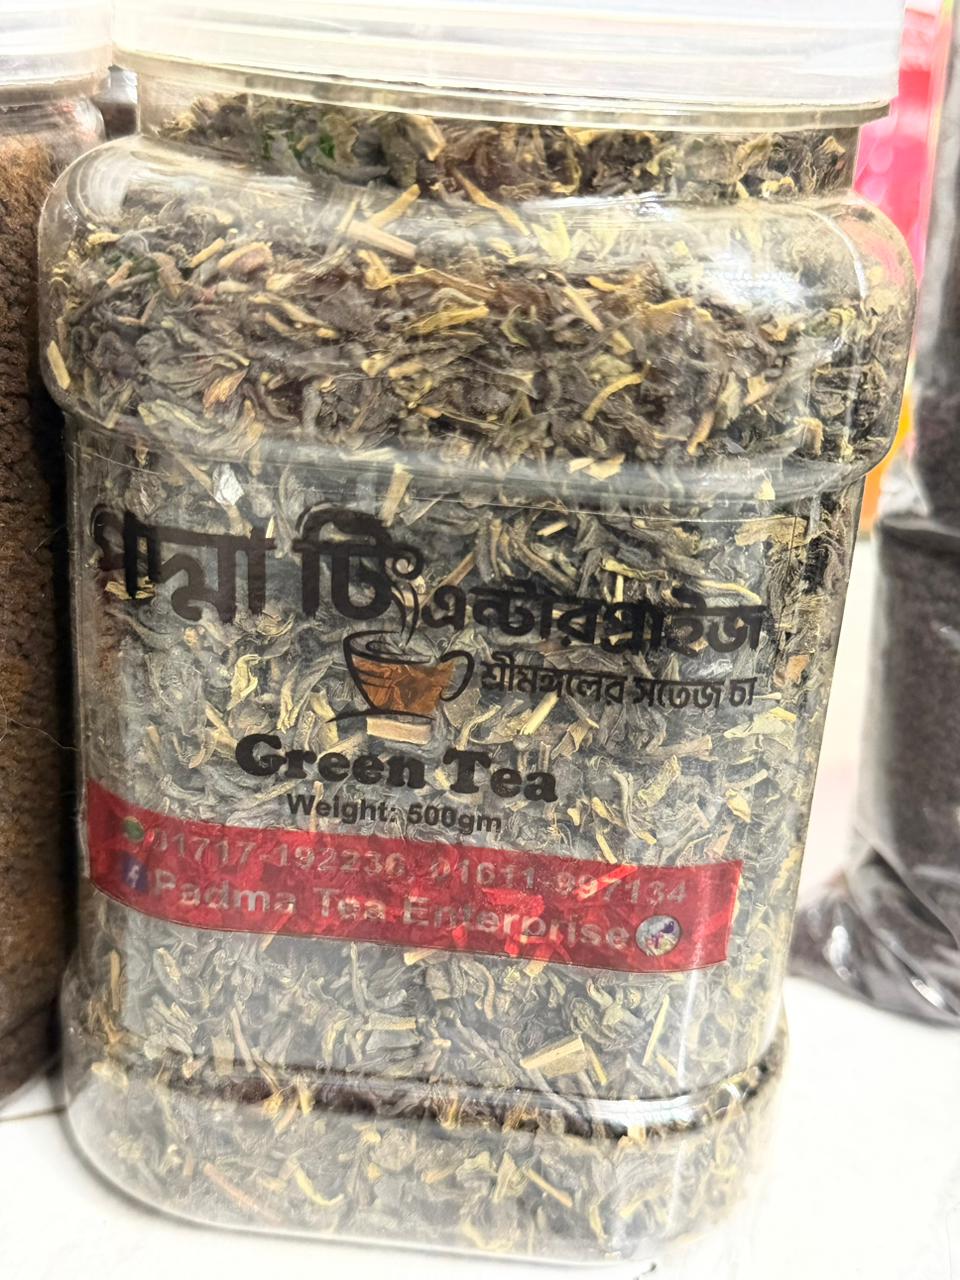 পদ্মা টি
এন্টারপ্রাইজ
শ্রীমঙ্গলের সতেজ চা
Green Tea
Weight: 500gm
01717-192236, 01611-997134
Padma Tea Enterprise